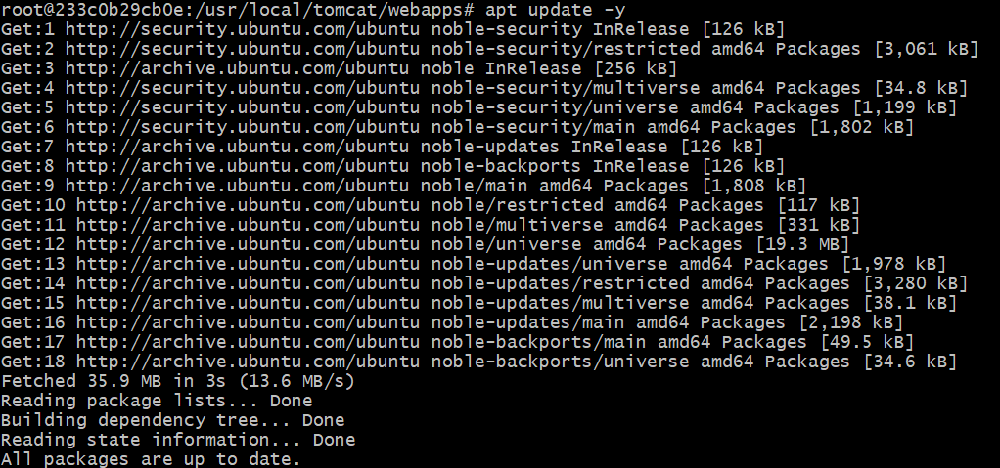 root@233c0b29cb0e:/usr/local/tomcat/webapps# apt update -y
Get:1 http://security.ubuntu.com/ubuntu noble-security InRelease [126 kB]
Get:2 http://security.ubuntu.com/ubuntu noble-security/restricted amd64 Packages [3,061 kB]
Get:3 http://archive.ubuntu.com/ubuntu noble InRelease [256 kB]
Get:4 http://security.ubuntu.com/ubuntu noble-security/multiverse amd64 Packages [34.8 kB]
Get:5 http://security.ubuntu.com/ubuntu noble-security/universe amd64 Packages [1,199 kB]
Get:6 http://security.ubuntu.com/ubuntu noble-security/main amd64 Packages [1,802 kB]
Get:7 http://archive.ubuntu.com/ubuntu noble-updates InRelease [126 kB]
Get:8 http://archive.ubuntu.com/ubuntu noble-backports InRelease [126 kB]
Get:9 http://archive.ubuntu.com/ubuntu noble/main amd64 Packages [1,808 kB]
Get:10 http://archive.ubuntu.com/ubuntu noble/restricted amd64 Packages [117 kB]
Get:11 http://archive.ubuntu.com/ubuntu noble/multiverse amd64 Packages [331 kB]
Get:12 http://archive.ubuntu.com/ubuntu noble/universe amd64 Packages [19.3 MB]
Get:13 http://archive.ubuntu.com/ubuntu noble-updates/universe amd64 Packages [1,978 kB]
Get:14 http://archive.ubuntu.com/ubuntu noble-updates/restricted amd64 Packages [3,280 kB]
Get:15 http://archive.ubuntu.com/ubuntu noble-updates/multiverse amd64 Packages [38.1 kB]
Get:16 http://archive.ubuntu.com/ubuntu noble-updates/main amd64 Packages [2,198 kB]
Get:17 http://archive.ubuntu.com/ubuntu noble-backports/main amd64 Packages [49.5 kB]
Get:18 http://archive.ubuntu.com/ubuntu noble-backports/universe amd64 Packages [34.6 kB]
Fetched 35.9 MB in 3s (13.6 MB/s)
Reading package lists... Done
Building dependency tree... Done
Reading state information... Done
All packages are up to date.